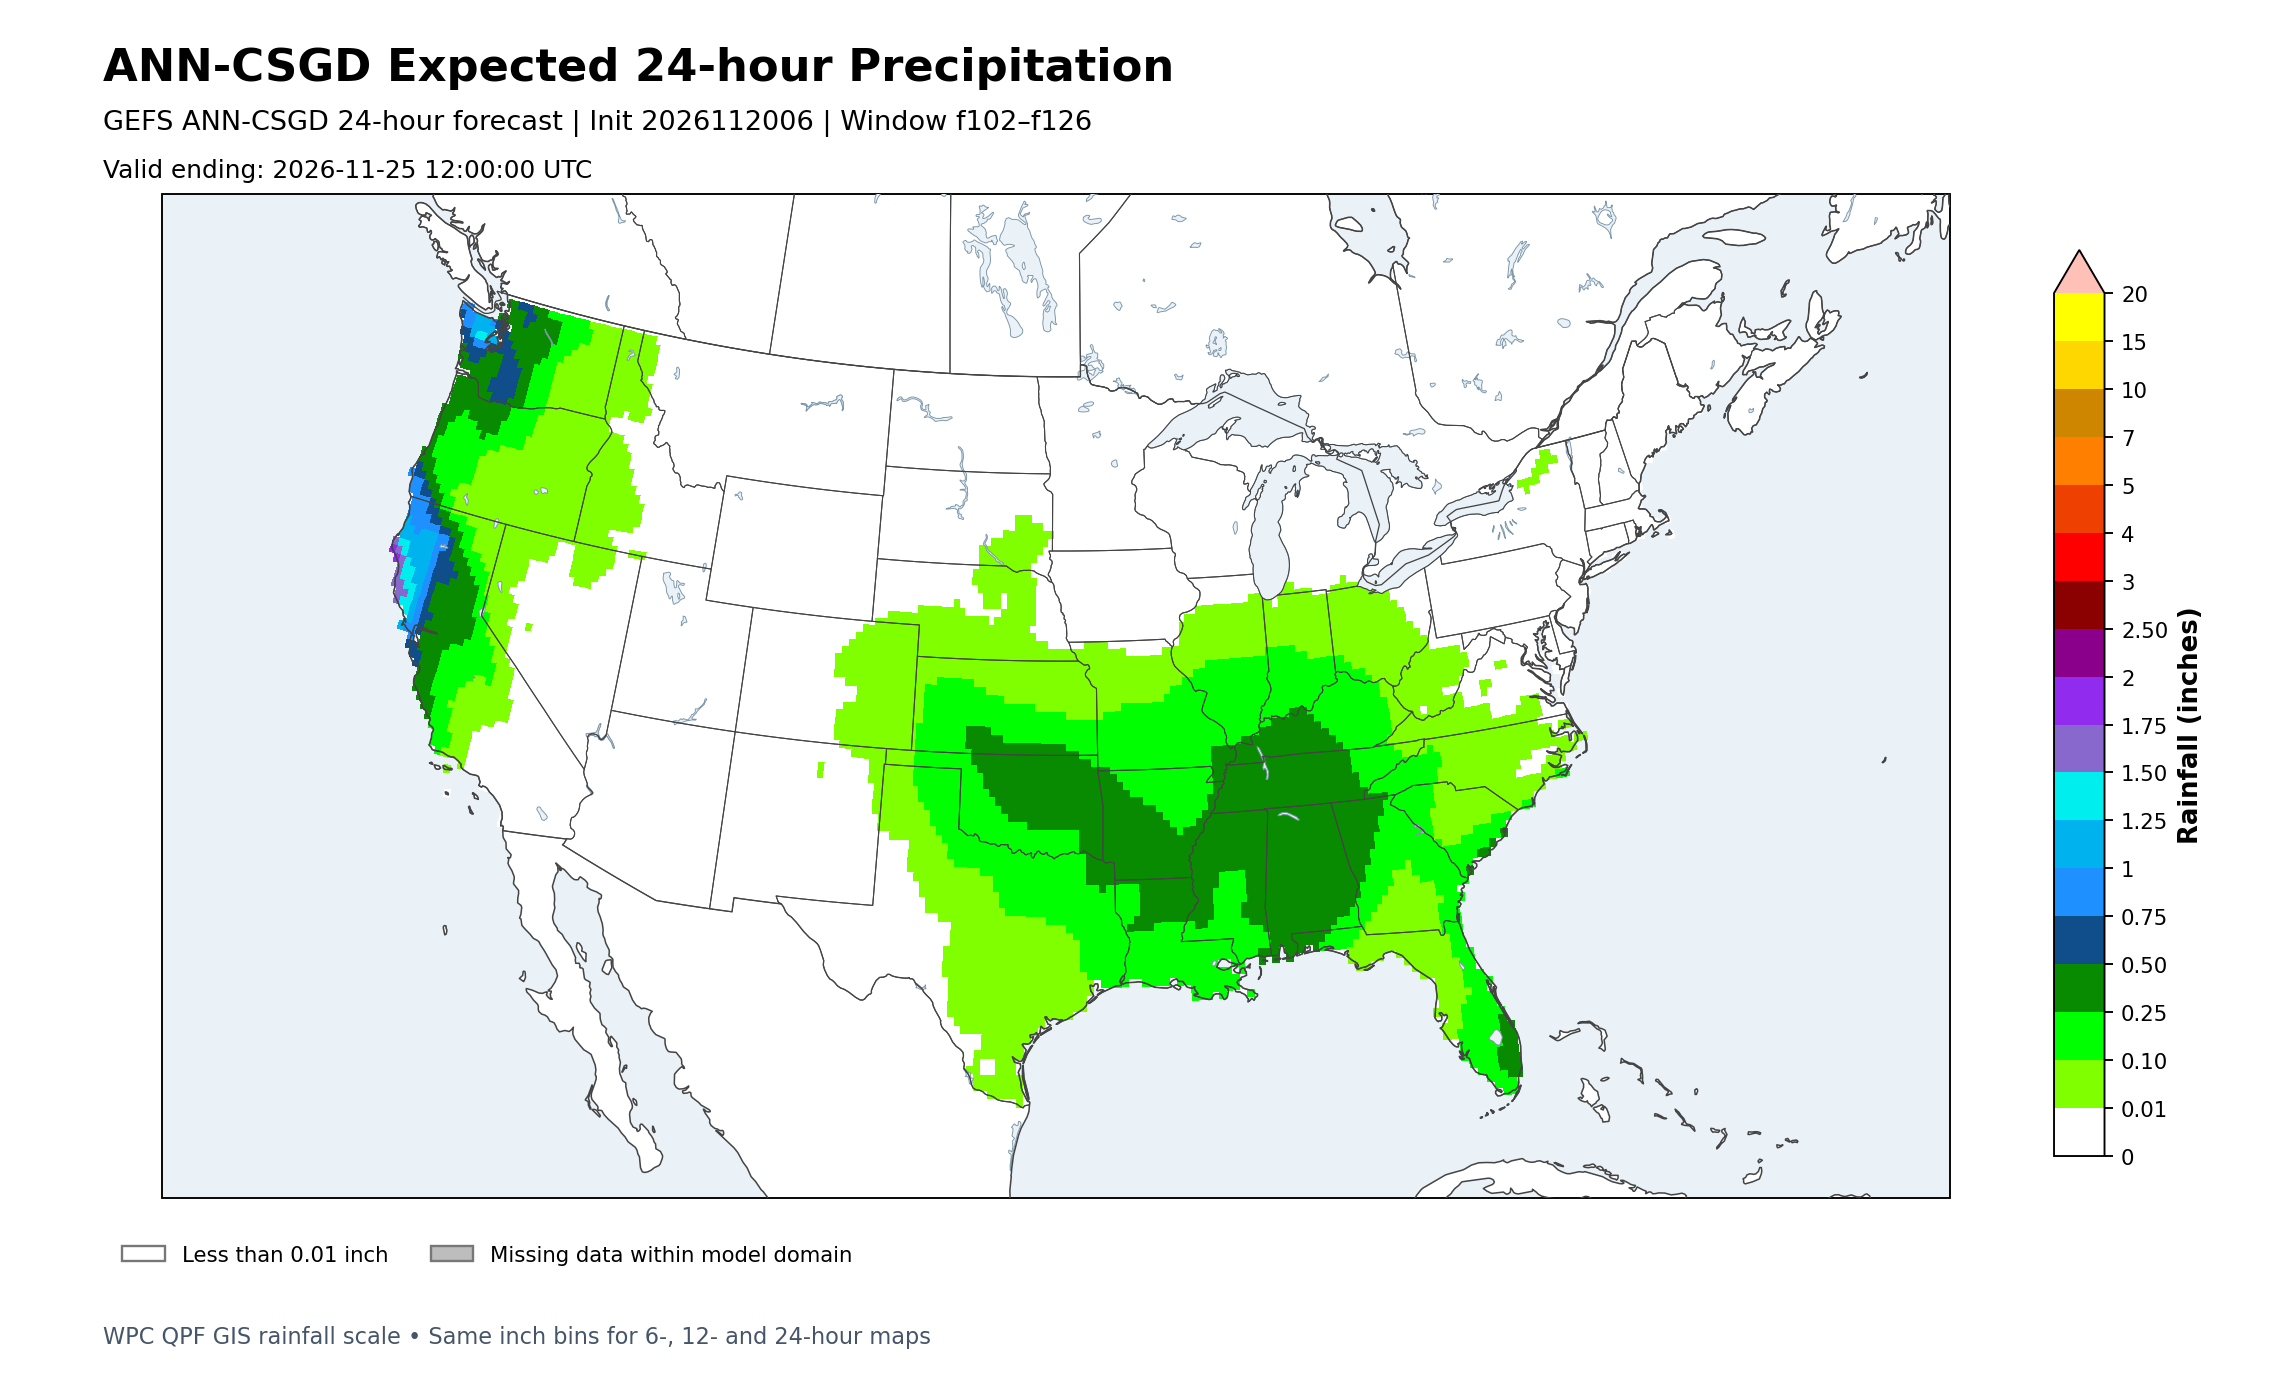 ANN-CSGD Expected 24-hour Precipitation
GEFS ANN-CSGD 24-hour forecast | Init 2026112006 | Window f102–f126
Valid ending: 2026-11-25 12:00:00 UTC
20
15
10
7
5
4
3
2.50
2
1.75
1.50
1.25
1
0.75
0.50
0.25
0.10
0.01
0
Rainfall (inches)
Less than 0.01 inch
Missing data within model domain
WPC QPF GIS rainfall scale • Same inch bins for 6-, 12- and 24-hour maps